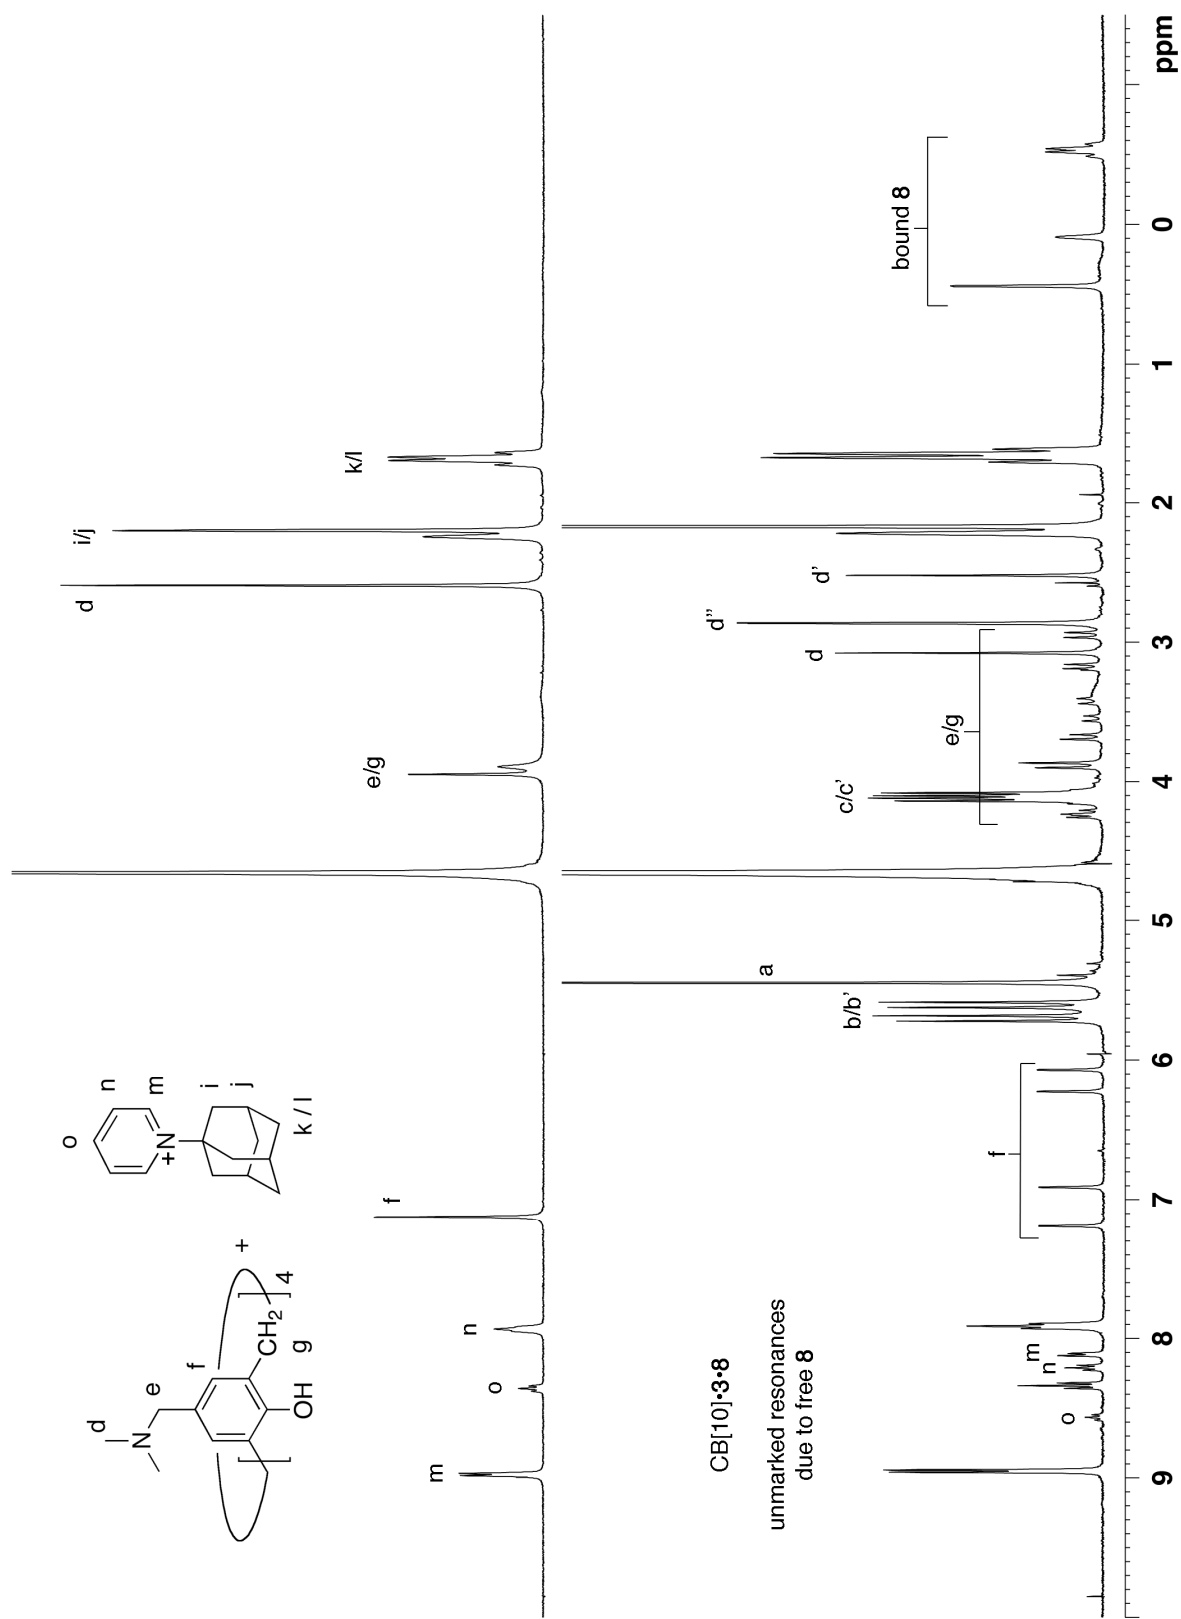 d
N
e
f
CH2
4
g
OH
+
o
n
m
+N
i
j
k / l
m
o
n
f
e/g
d
i/j
k/l
CB[10]•3•8
unmarked resonances
due to free 8
o
n
m
f
b/b'
a
c/c'
e/g
d
d''
d'
bound 8
9
8
7
6
5
4
3
2
1
0
ppm